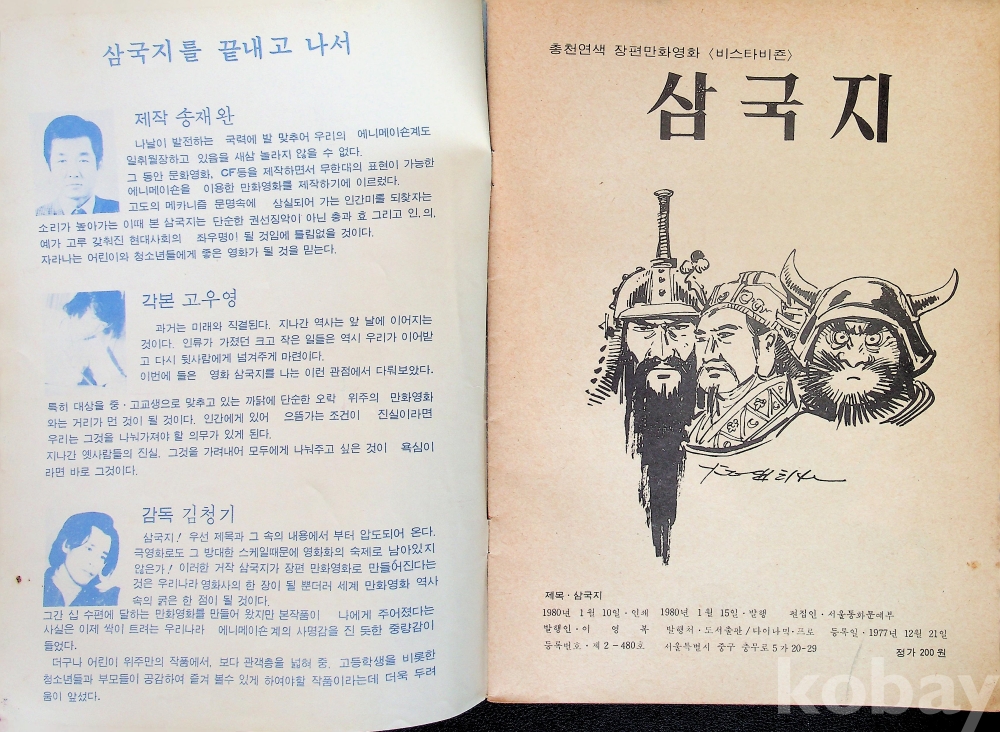 삼국지를 끝내고 나서
제작 송재완
나날이 발전하는 국력에 발 맞추어 우리의 에니메이숀계도
일취월장하고 있음을 새삼 놀라지 않을 수 없다.
그 동안 문화영화, CF등을 제작하면서 무한대의 표현이 가능한
에니메이숀을 이용한 만화영화를 제작하기에 이르렀다.
고도의 메카니즘 문명속에 상실되어 가는 인간미를 되찾자는
소리가 높아가는 이때 본 삼국지는 단순한 권선징악이 아닌 충과 효 그리고 인.의.
예가 고루 갖춰진 현대사회의 좌우명이 될 것임에 틀림없을 것이다.
자라나는 어린이와 청소년들에게 좋은 영화가 될 것을 믿는다.
각본 고우영
과거는 미래와 직결된다. 지나간 역사는 앞 날에 이어지는
것이다. 인류가 가졌던 크고 작은 일들은 역시 우리가 이어받
고 다시 뒷사람에게 넘겨주게 마련이다.
이번에 들은 영화 삼국지를 나는 이런 관점에서 다뤄보았다.
특히 대상을 중·고교생으로 맞추고 있는 까닭에 단순한 오락 위주의 만화영화
와는 거리가 먼 것이 될 것이다. 인간에게 있어 으뜸가는 조건이 진실이라면
우리는 그것을 나눠가져야 할 의무가 있게 된다.
지나간 옛사람들의 진실. 그것을 가려내어 모두에게 나눠주고 싶은 것이 욕심이
라면 바로 그것이다.
감독 김청기
삼국지! 우선 제목과 그 속의 내용에서 부터 압도되어 온다.
극영화로도 그 방대한 스케일때문에 영화화의 숙제로 남아있지
않은가! 이러한 거작 삼국지가 장편 만화영화로 만들어진다는
것은 우리나라 영화사의 한 장이 될 뿐더러 세계 만화영화 역사
속의 굵은 한 점이 될 것이다.
그간 십 수편에 달하는 만화영화를 만들어 왔지만 본작품이 나에게 주어졌다는
사실은 이제 싹이 트려는 우리나라 에니메이숀계의 사명감을 진 듯한 중량감이
들었다.
더구나 어린이 위주만의 작품에서, 보다 관객층을 넓혀 중, 고등학생을 비롯한
청소년들과 부모들이 공감하여 즐겨 볼수 있게 하여야할 작품이라는데 더욱 두려
움이 앞섰다.
총천연색 장편만화영화 〈비스타비죤〉
삼국지
제목·삼국지
1980년 1월 10일·인쇄 1980년 1월 15일·발행 편집인·서울동화문예부
발행인·이 영 복 발행처·도서출판/다이나믹·프로 등록일·1977년 12월 21일
등록번호·제2-480호 서울특별시 중구 충무로 5가 20-29
정가 200원
kobay